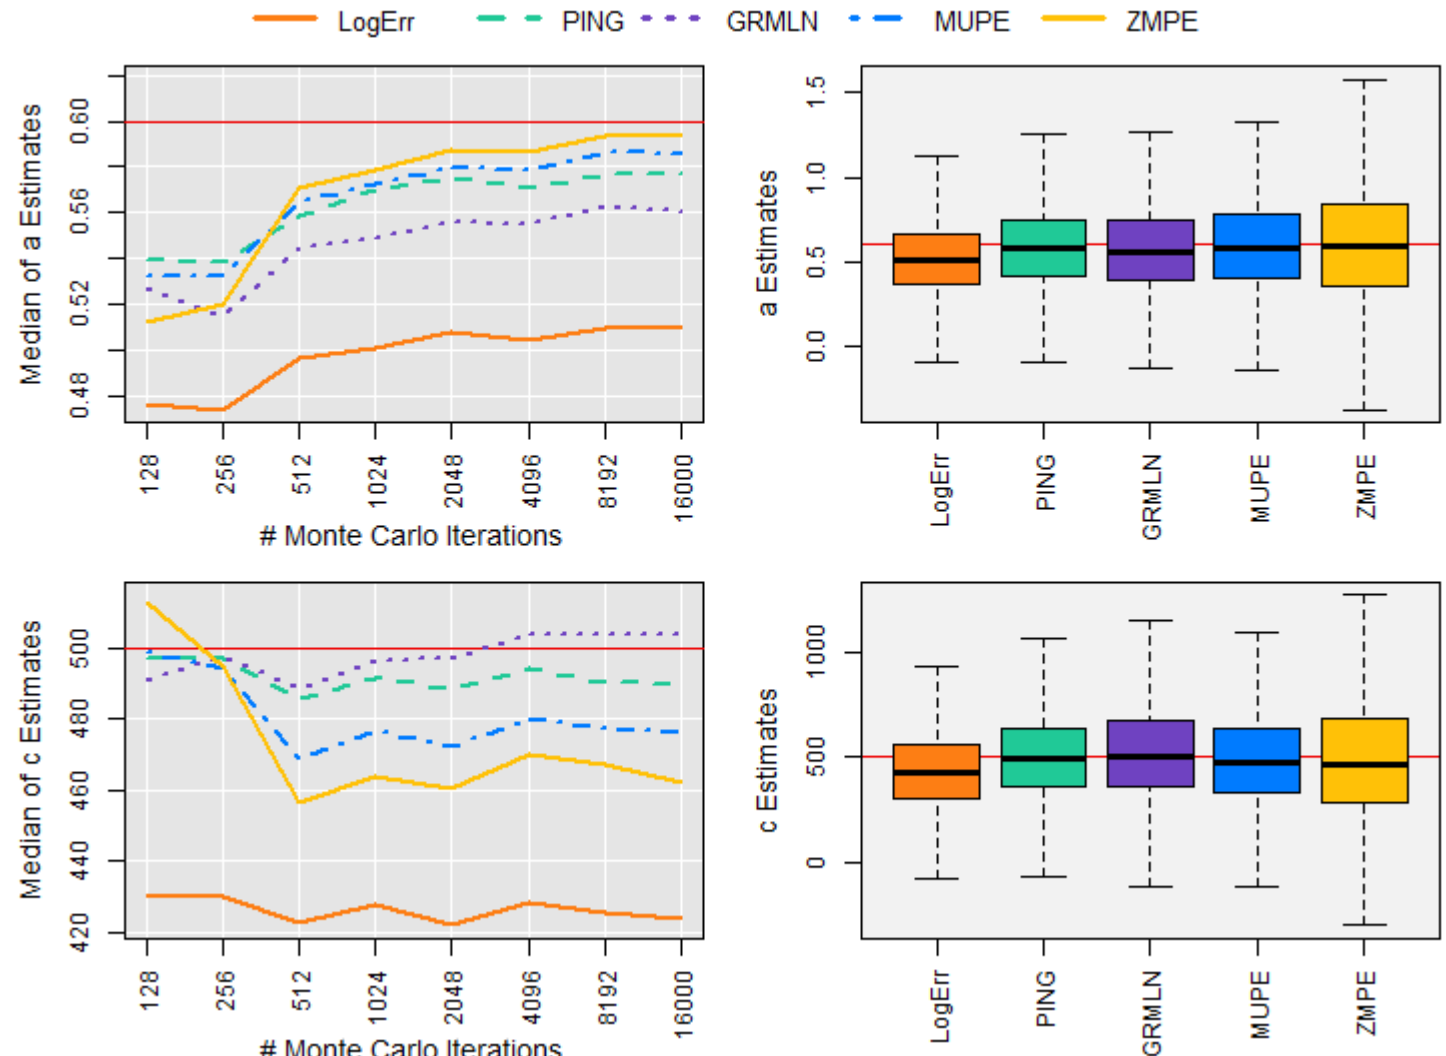 LogErr PING GRMLN MUPE ZMPE
Median of a Estimates
0.60
0.56
0.52
0.48
128 256 512 1024 2048 4096 8192 16000
# Monte Carlo Iterations
a Estimates
1.5
1.0
0.5
0.0
LogErr PING GRMLN MUPE ZMPE
Median of c Estimates
500
480
460
440
420
128 256 512 1024 2048 4096 8192 16000
# Monte Carlo Iterations
c Estimates
1000
500
0
LogErr PING GRMLN MUPE ZMPE